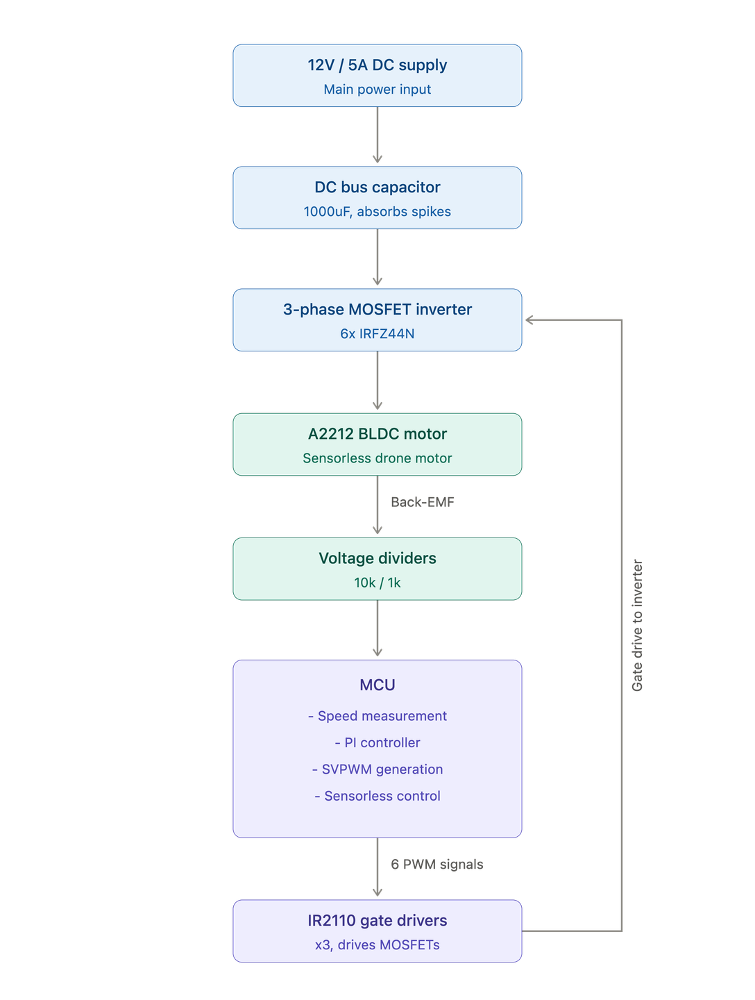 12V / 5A DC supply
Main power input
DC bus capacitor
1000uF, absorbs spikes
3-phase MOSFET inverter
6x IRFZ44N
A2212 BLDC motor
Sensorless drone motor
Back-EMF
Voltage dividers
10k / 1k
Gate drive to inverter
MCU
- Speed measurement
- PI controller
- SVPWM generation
- Sensorless control
6 PWM signals
IR2110 gate drivers
x3, drives MOSFETs